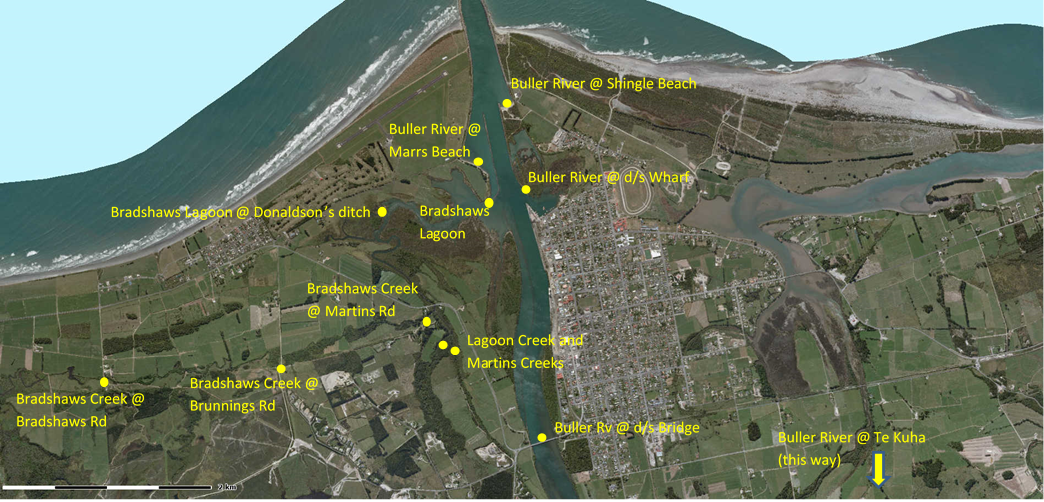 Buller River @ Shingle Beach
Buller River @
Marrs Beach
Buller River @ d/s Wharf
Bradshaws Lagoon @ Donaldson's ditch
Bradshaws
Lagoon
Bradshaws Creek
@ Martins Rd
Lagoon Creek and
Martins Creeks
Bradshaws Creek @
Brunnings Rd
Bradshaws Creek @
Bradshaws Rd
Buller Rv @ d/s Bridge
Buller River @ Te Kuha
(this way)
2 km